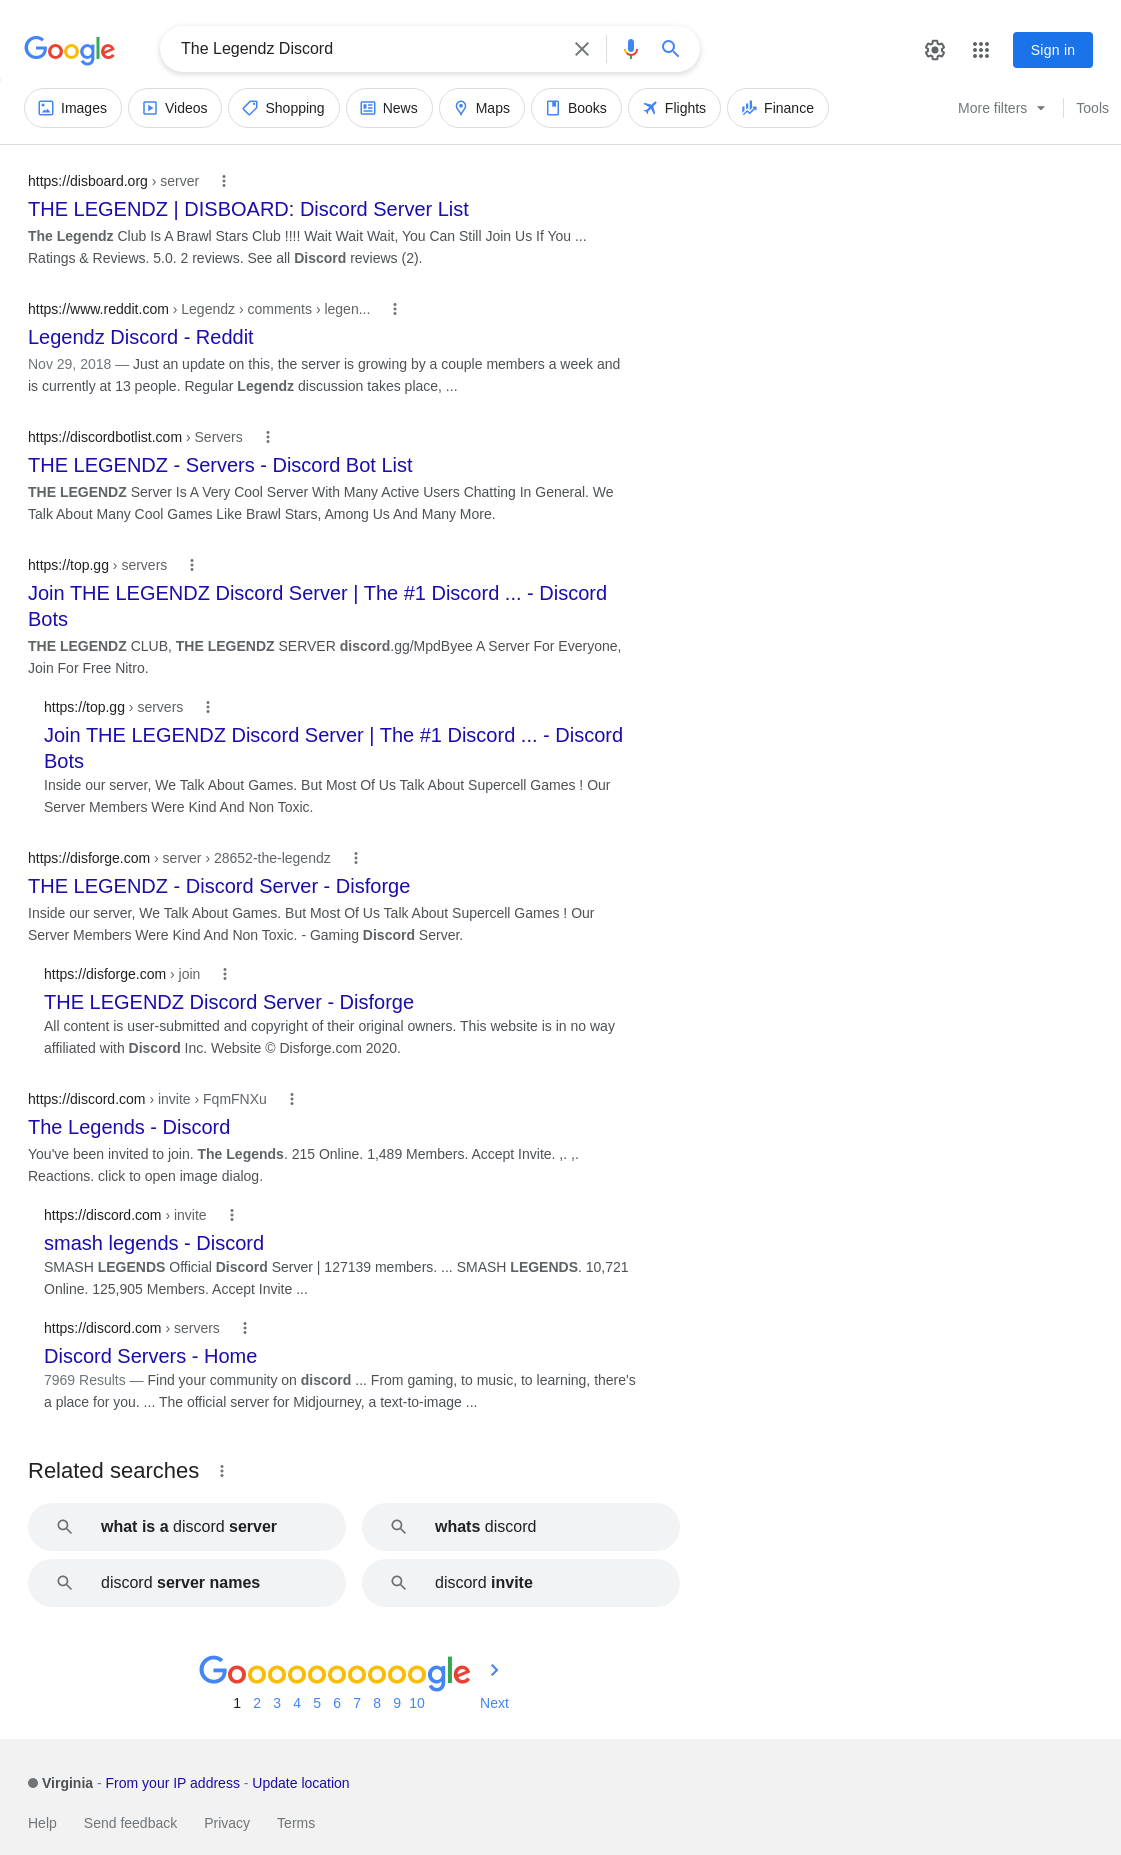 Google
The Legendz Discord
Sign in
Images Videos Shopping News Maps Books Flights Finance More filters Tools
https://disboard.org › server
THE LEGENDZ | DISBOARD: Discord Server List
The Legendz Club Is A Brawl Stars Club !!!! Wait Wait Wait, You Can Still Join Us If You ...
Ratings & Reviews. 5.0. 2 reviews. See all Discord reviews (2).
https://www.reddit.com › Legendz › comments › legen...
Legendz Discord - Reddit
Nov 29, 2018 — Just an update on this, the server is growing by a couple members a week and
is currently at 13 people. Regular Legendz discussion takes place, ...
https://discordbotlist.com › Servers
THE LEGENDZ - Servers - Discord Bot List
THE LEGENDZ Server Is A Very Cool Server With Many Active Users Chatting In General. We
Talk About Many Cool Games Like Brawl Stars, Among Us And Many More.
https://top.gg › servers
Join THE LEGENDZ Discord Server | The #1 Discord ... - Discord
Bots
THE LEGENDZ CLUB, THE LEGENDZ SERVER discord.gg/MpdByee A Server For Everyone,
Join For Free Nitro.
https://top.gg › servers
Join THE LEGENDZ Discord Server | The #1 Discord ... - Discord
Bots
Inside our server, We Talk About Games. But Most Of Us Talk About Supercell Games ! Our
Server Members Were Kind And Non Toxic.
https://disforge.com › server › 28652-the-legendz
THE LEGENDZ - Discord Server - Disforge
Inside our server, We Talk About Games. But Most Of Us Talk About Supercell Games ! Our
Server Members Were Kind And Non Toxic. - Gaming Discord Server.
https://disforge.com › join
THE LEGENDZ Discord Server - Disforge
All content is user-submitted and copyright of their original owners. This website is in no way
affiliated with Discord Inc. Website © Disforge.com 2020.
https://discord.com › invite › FqmFNXu
The Legends - Discord
You've been invited to join. The Legends. 215 Online. 1,489 Members. Accept Invite. ,. ,.
Reactions. click to open image dialog.
https://discord.com › invite
smash legends - Discord
SMASH LEGENDS Official Discord Server | 127139 members. ... SMASH LEGENDS. 10,721
Online. 125,905 Members. Accept Invite ...
https://discord.com › servers
Discord Servers - Home
7969 Results — Find your community on discord ... From gaming, to music, to learning, there's
a place for you. ... The official server for Midjourney, a text-to-image ...
Related searches
what is a discord server
whats discord
discord server names
discord invite
Goooooooooogle
1 2 3 4 5 6 7 8 9 10 Next
Virginia - From your IP address - Update location
Help Send feedback Privacy Terms